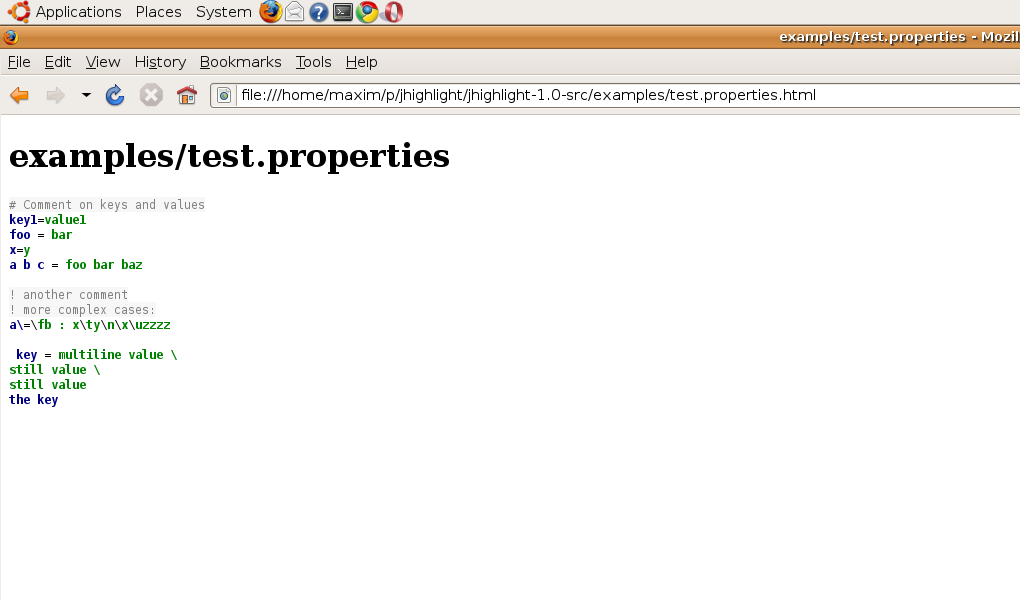 Applications Places System
examples/test.properties - Mozil
File Edit View History Bookmarks Tools Help
file:///home/maxim/p/jhighlight/jhighlight-1.0-src/examples/test.properties.html
examples/test.properties
# Comment on keys and values
key1=value1
foo = bar
x=y
a b c = foo bar baz
! another comment
! more complex cases:
a\=\fb : x\ty\n\x\uzzzz
key = multiline value \
still value \
still value
the key